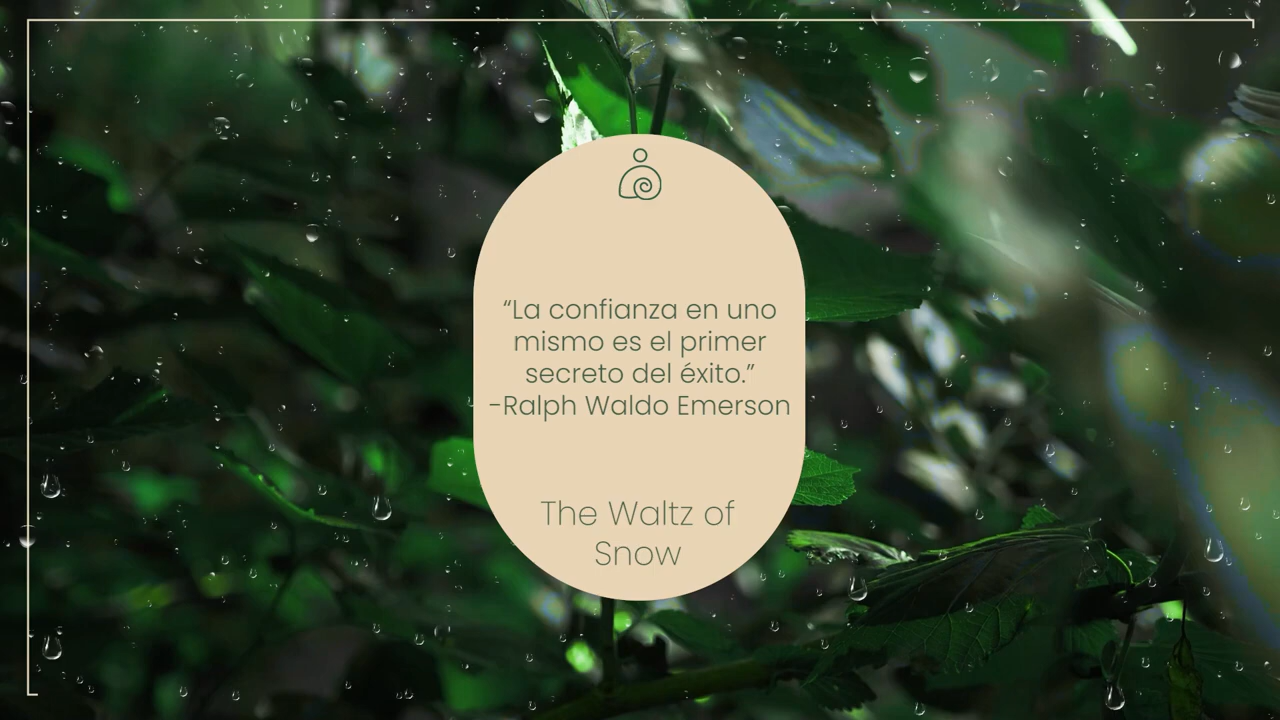 “La confianza en uno
mismo es el primer
secreto del éxito.”
-Ralph Waldo Emerson
The Waltz of
Snow